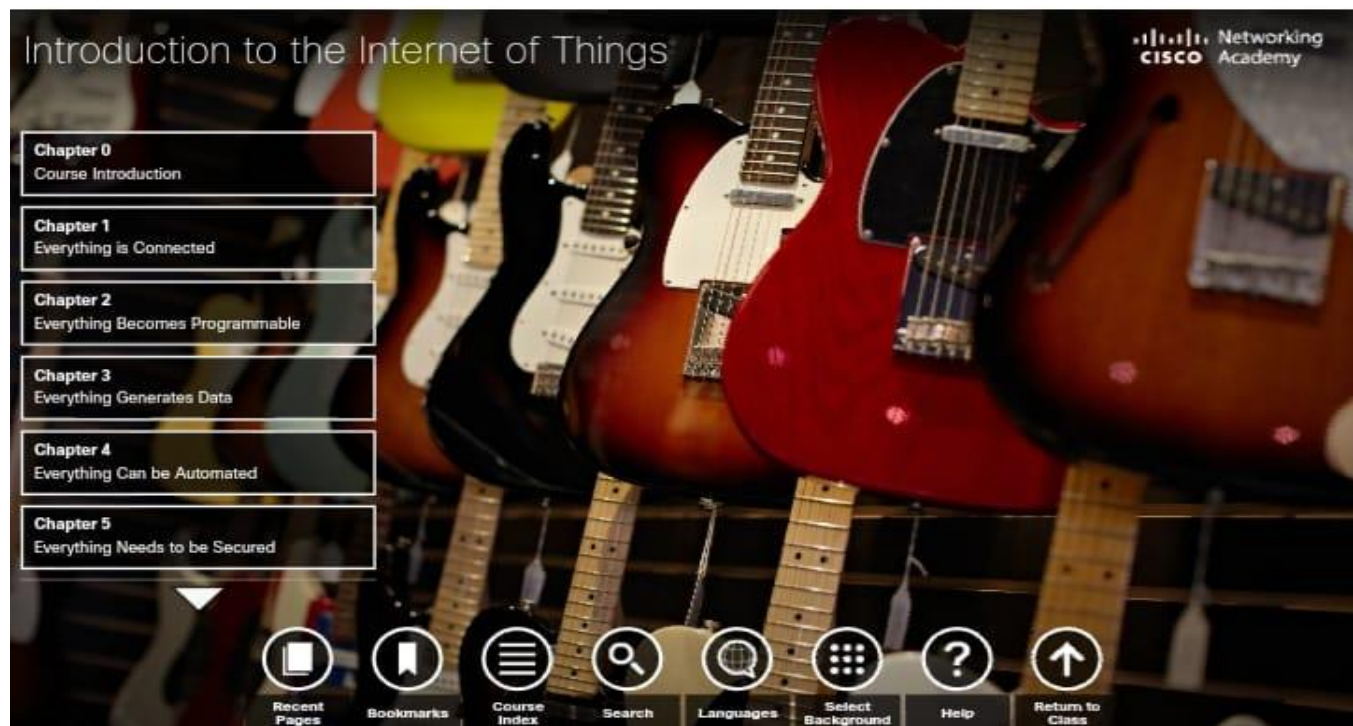 Introduction to the Internet of Things
Networking
CISCO Academy
Chapter 0
Course Introduction
Chapter 1
Everything is Connected
Chapter 2
Everything Becomes Programmable
Chapter 3
Everything Generates Data
Chapter 4
Everything Can be Automated
Chapter 5
Everything Needs to be Secured
Recent
Pages
Bookmarks
Course
Index
Search
Languages
Select
Background
Help
Return to
Class